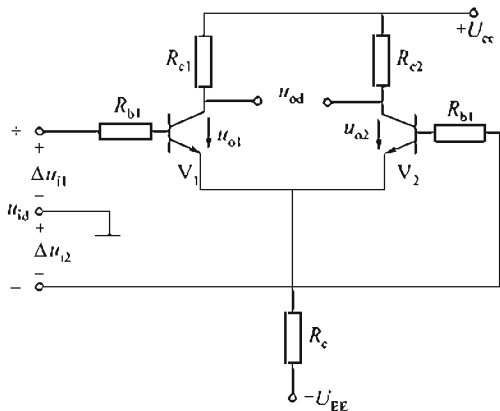 +U_cc
R_c1
R_c2
u_od
R_b1
R_b1
÷
+
u_o1
u_o2
Δu_i1
V_1
V_2
−
u_id
+
Δu_i2
−
−
R_e
−U_EE